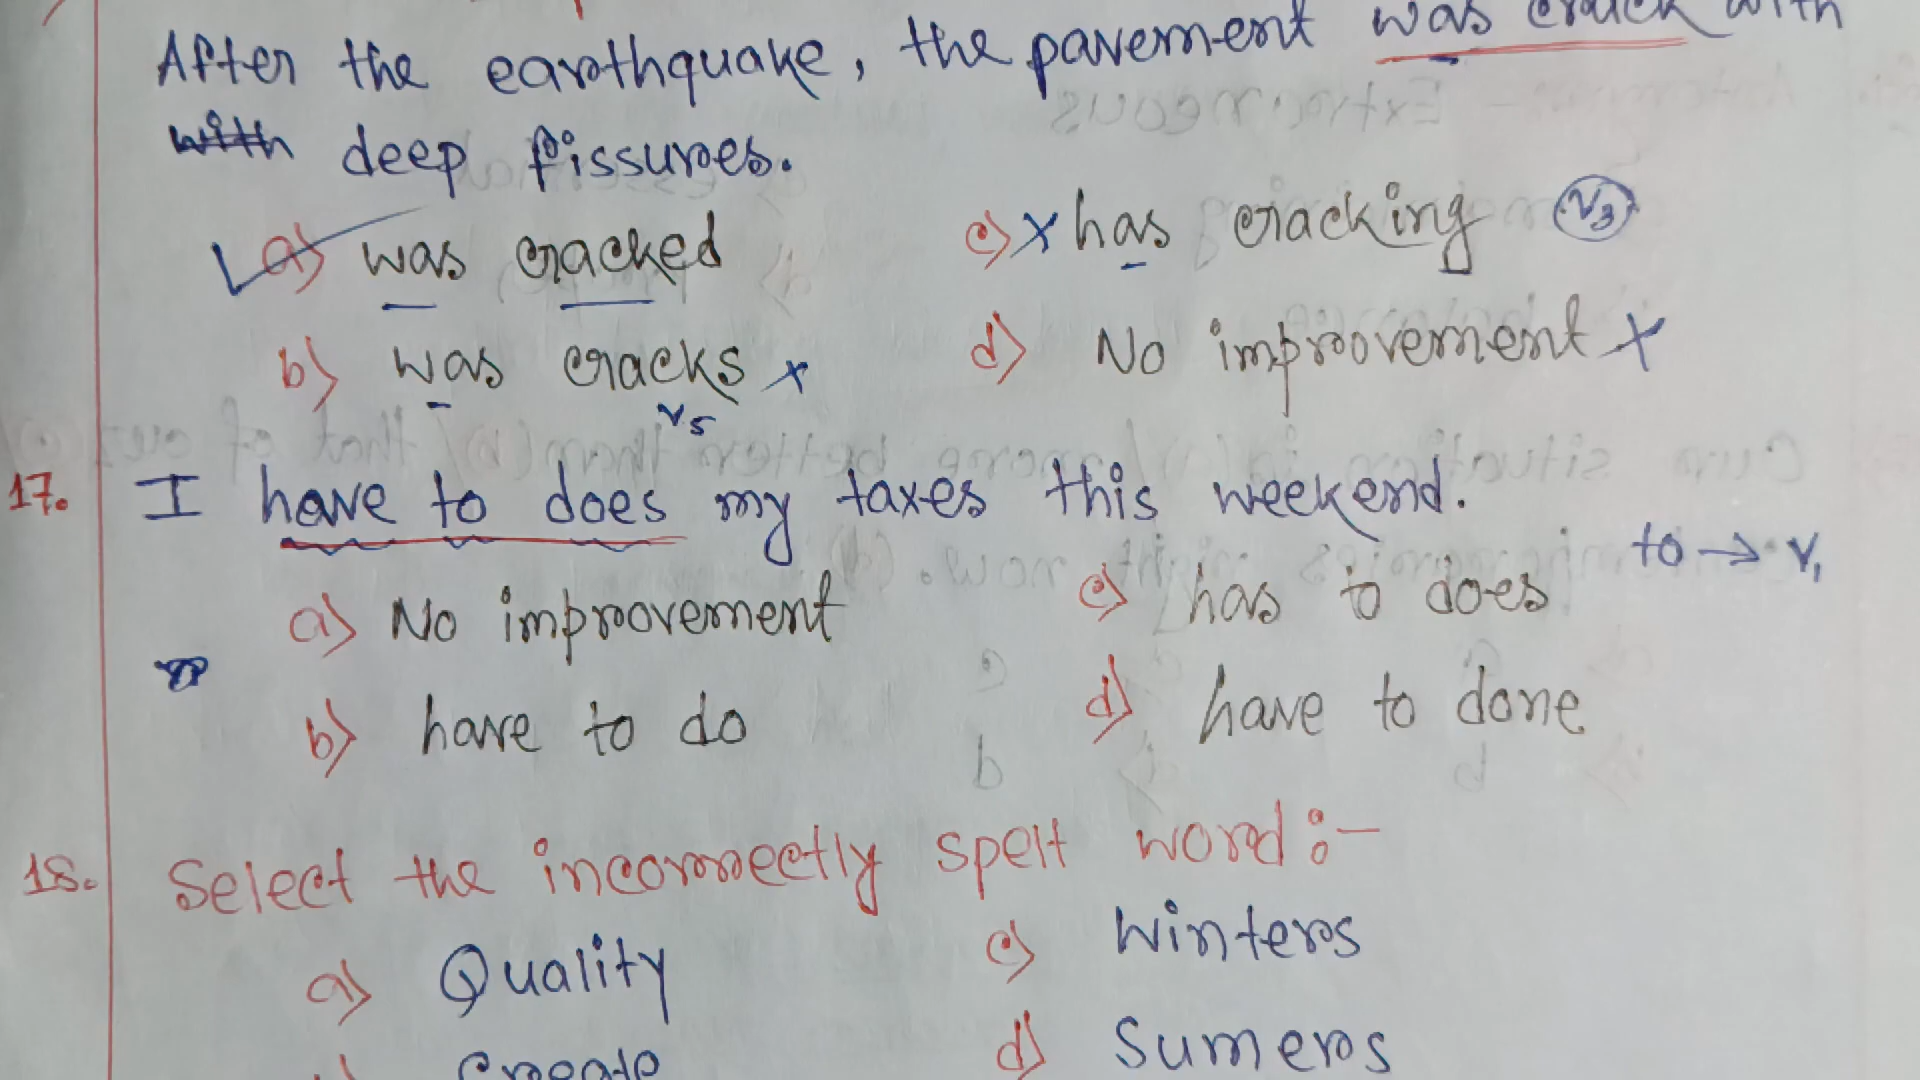 After the earthquake, the pavement was crack with
with deep fissures.
a) was cracked
c) x has cracking V3
b) was cracks x
V5
d) No improvement x
17. I have to does my taxes this weekend.
to → V1
a) No improvement
c) has to does
b) have to do
d) have to done
18. Select the incorrectly spelt word :-
a) Quality
c) Winters
d) Sumers